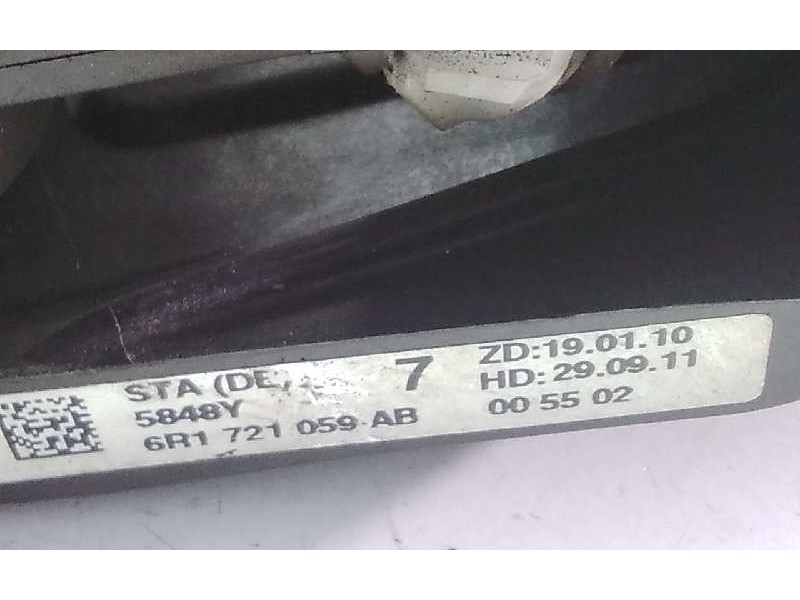 STA (DE, 7 ZD:19.01.10
5848Y HD: 29.09.11
6R1 721 059 AB 00 55 02